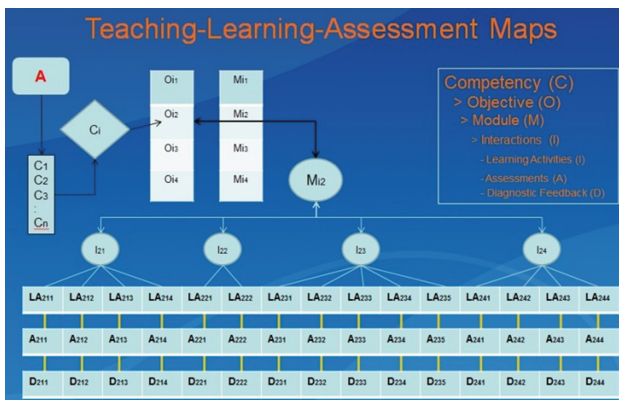 Teaching-Learning-Assessment Maps
A
Ci
C1
C2
C3
:
Cn
Oi1 Mi1
Oi2 Mi2
Oi3 Mi3
Oi4 Mi4
Mi2
Competency (C)
> Objective (O)
> Module (M)
> Interactions (I)
- Learning Activities (I)
- Assessments (A)
- Diagnostic Feedback (D)
I21 I22 I23 I24
LA211 LA212 LA213 LA214 LA221 LA222 LA231 LA232 LA233 LA234 LA235 LA241 LA242 LA243 LA244
A211 A212 A213 A214 A221 A222 A231 A232 A233 A234 A235 A241 A242 A243 A244
D211 D212 D213 D214 D221 D222 D231 D232 D233 D234 D235 D241 D242 D243 D244